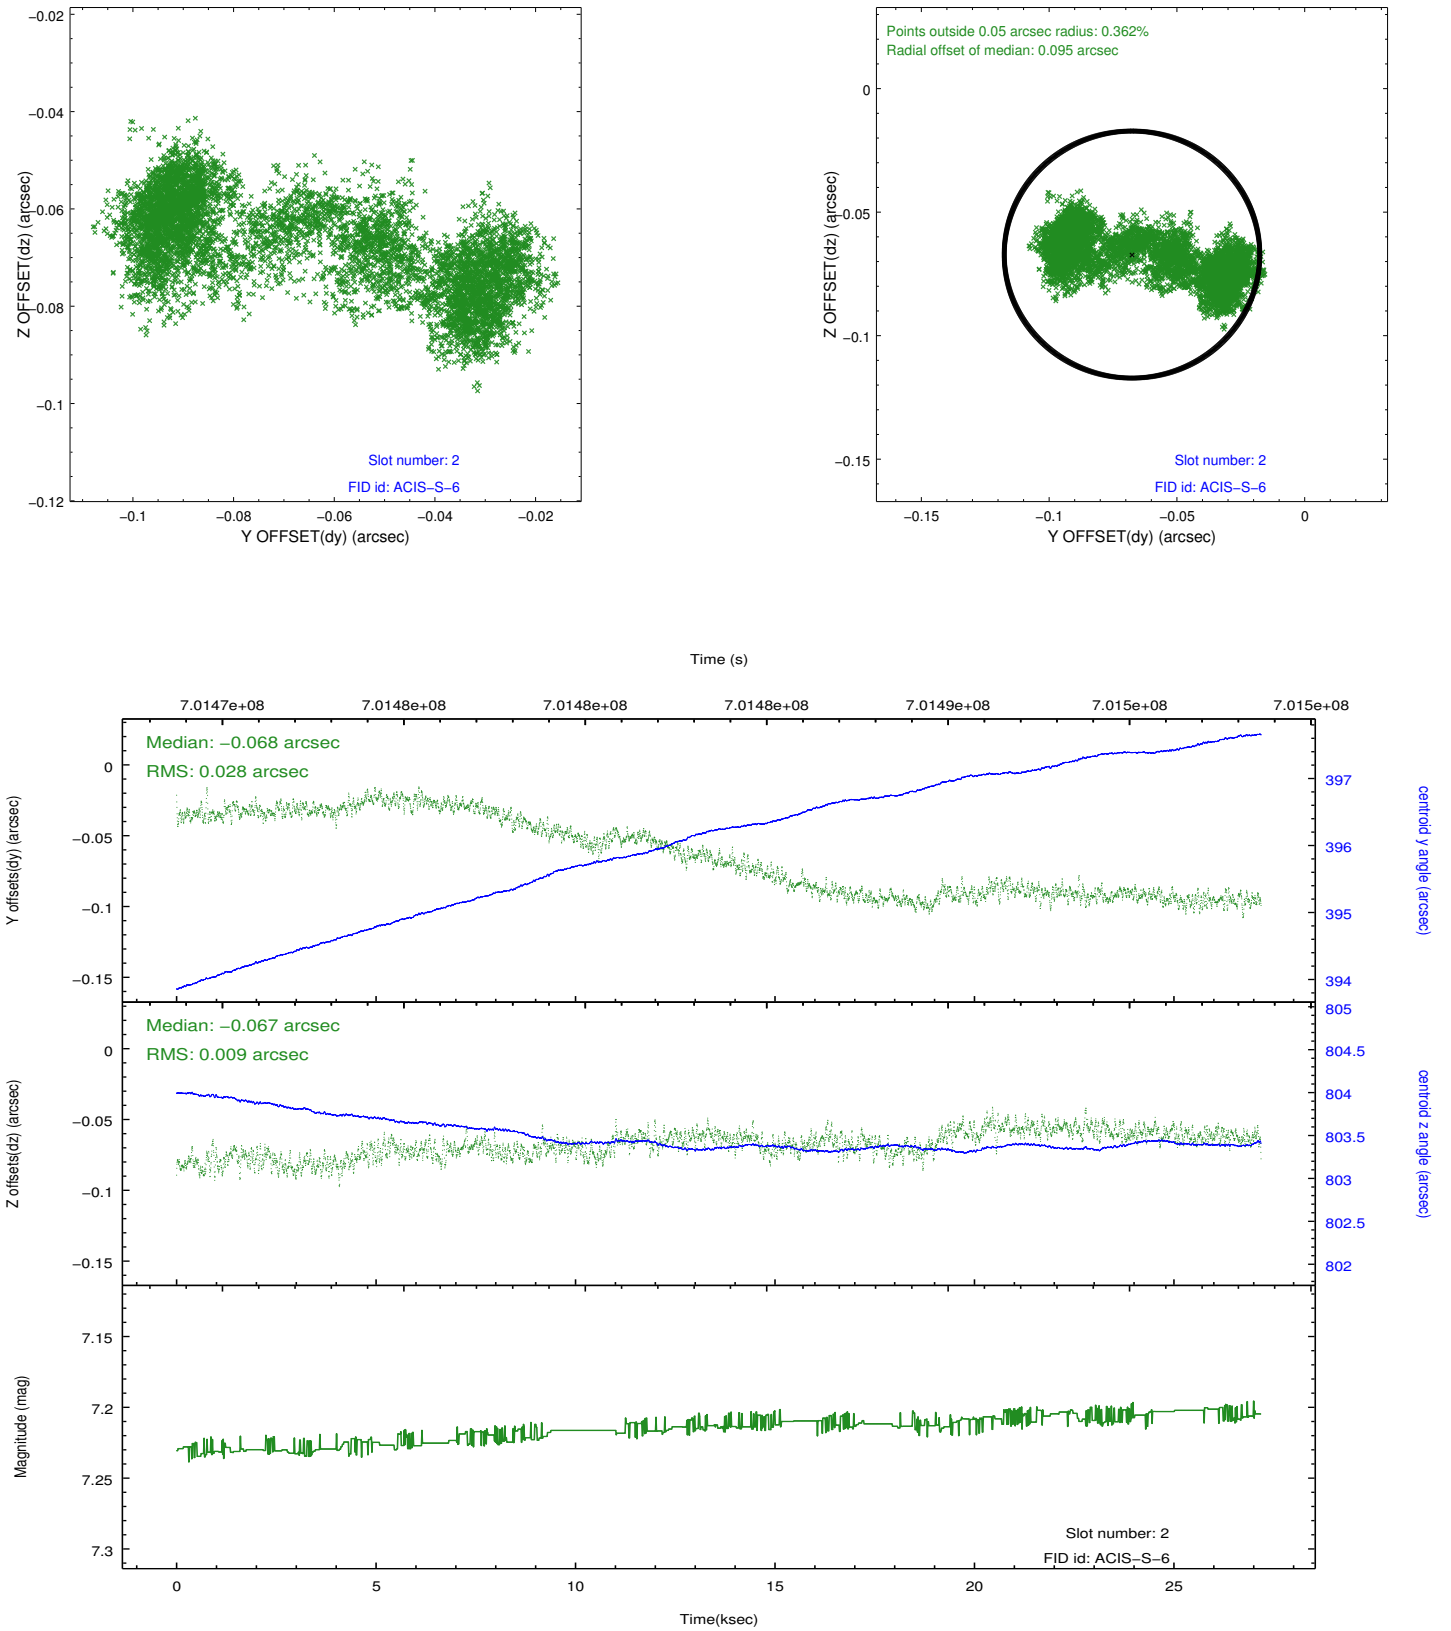 −0.02
−0.04
−0.06
−0.08
−0.1
−0.12
Z OFFSET(dz) (arcsec)
−0.1
−0.08
−0.06
−0.04
−0.02
Y OFFSET(dy) (arcsec)
Slot number: 2
FID id: ACIS−S−6
Points outside 0.05 arcsec radius: 0.362%
Radial offset of median: 0.095 arcsec
0
−0.05
−0.1
−0.15
Z OFFSET(dz) (arcsec)
−0.15
−0.1
−0.05
0
Y OFFSET(dy) (arcsec)
Slot number: 2
FID id: ACIS−S−6
Time (s)
7.0147e+08
7.0148e+08
7.0148e+08
7.0148e+08
7.0149e+08
7.015e+08
7.015e+08
Median: −0.068 arcsec
RMS: 0.028 arcsec
0
−0.05
−0.1
−0.15
Y offsets(dy) (arcsec)
397
396
395
394
centroid y angle (arcsec)
Median: −0.067 arcsec
RMS: 0.009 arcsec
0
−0.05
−0.1
−0.15
Z offsets(dz) (arcsec)
805
804.5
804
803.5
803
802.5
802
centroid z angle (arcsec)
7.15
7.2
7.25
7.3
Magnitude (mag)
Slot number: 2
FID id: ACIS−S−6
0
5
10
15
20
25
Time(ksec)